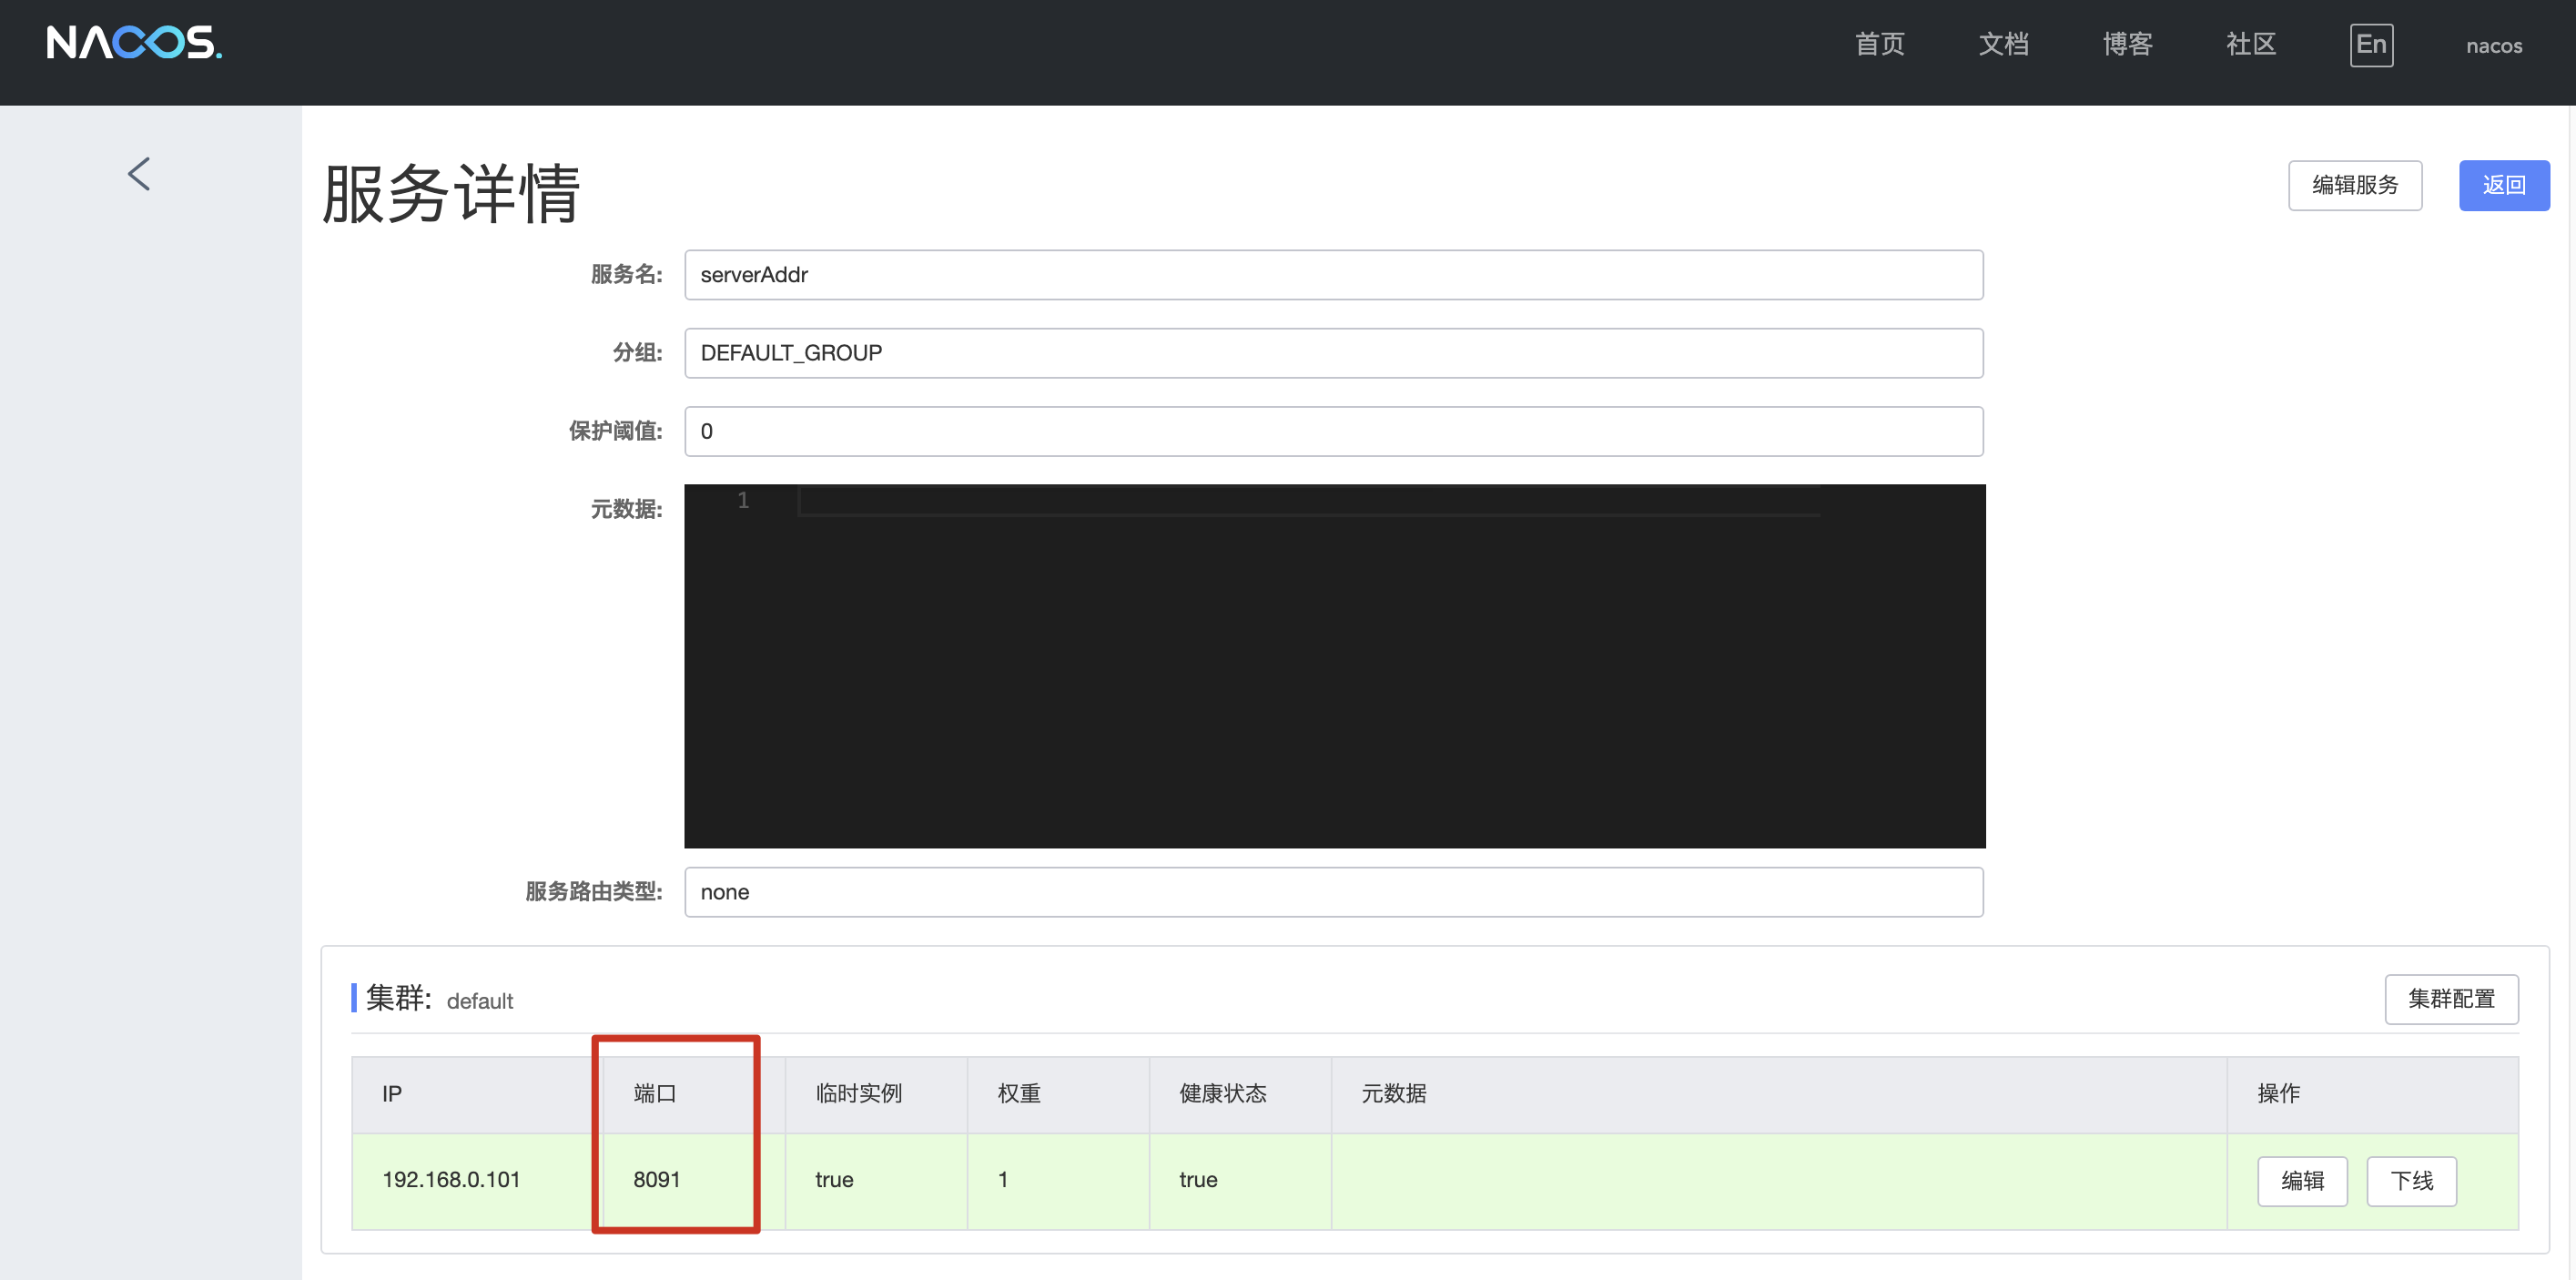 NACOS.
首页 文档 博客 社区 En nacos
服务详情 编辑服务 返回
服务名: serverAddr
分组: DEFAULT_GROUP
保护阈值: 0
元数据: 1
服务路由类型: none
集群: default 集群配置
IP 端口 临时实例 权重 健康状态 元数据 操作
192.168.0.101 8091 true 1 true 编辑 下线